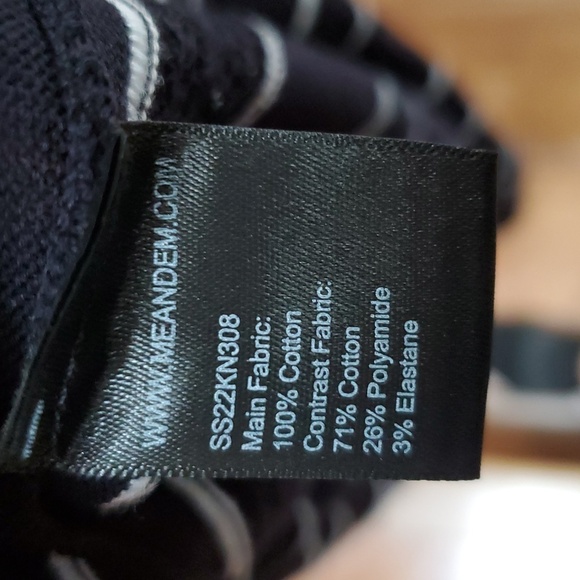 WWW.MEANDEM.COM
SS22KN308
Main Fabric:
100% Cotton
Contrast Fabric:
71% Cotton
26% Polyamide
3% Elastane